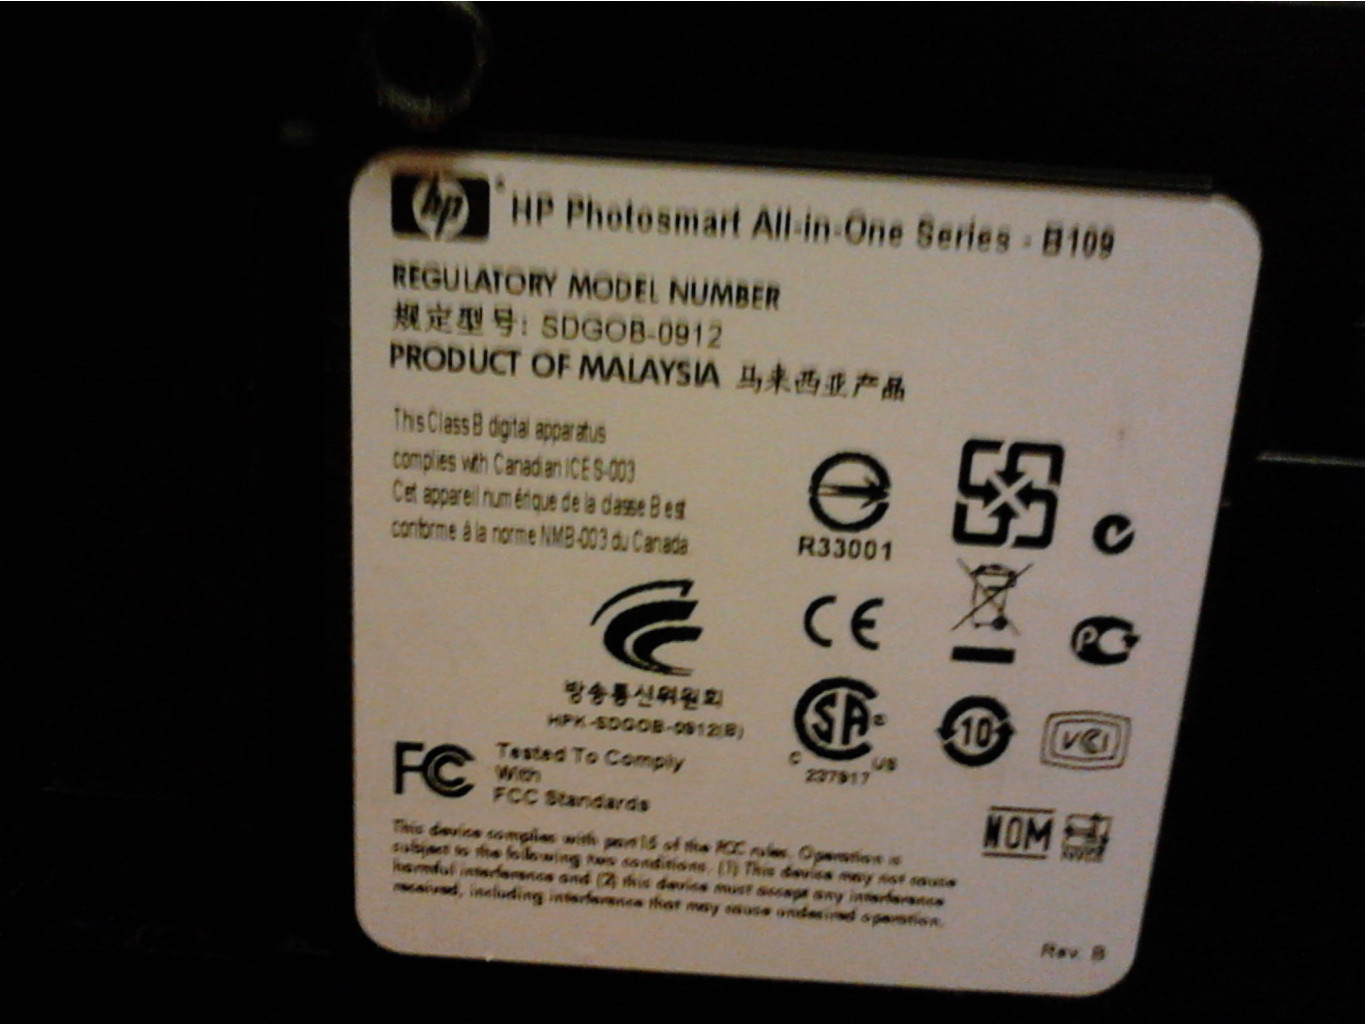 hp
HP Photosmart All-in-One Series - B109
REGULATORY MODEL NUMBER
规定型号: SDGOB-0912
PRODUCT OF MALAYSIA 马来西亚产品
This Class B digital apparatus
complies with Canadian ICES-003
Cet appareil numérique de la classe B est
conforme à la norme NMB-003 du Canada
R33001
CE
PC
방송통신위원회
HPK-SDGOB-0912(B)
SA ®
C US
237917
10
VCI
FC
Tested To Comply
With
FCC Standards
NOM
This device complies with part 15 of the FCC rules. Operation is
subject to the following two conditions. (1) This device may not cause
harmful interference and (2) this device must accept any interference
received, including interference that may cause undesired operation.
Rev. B